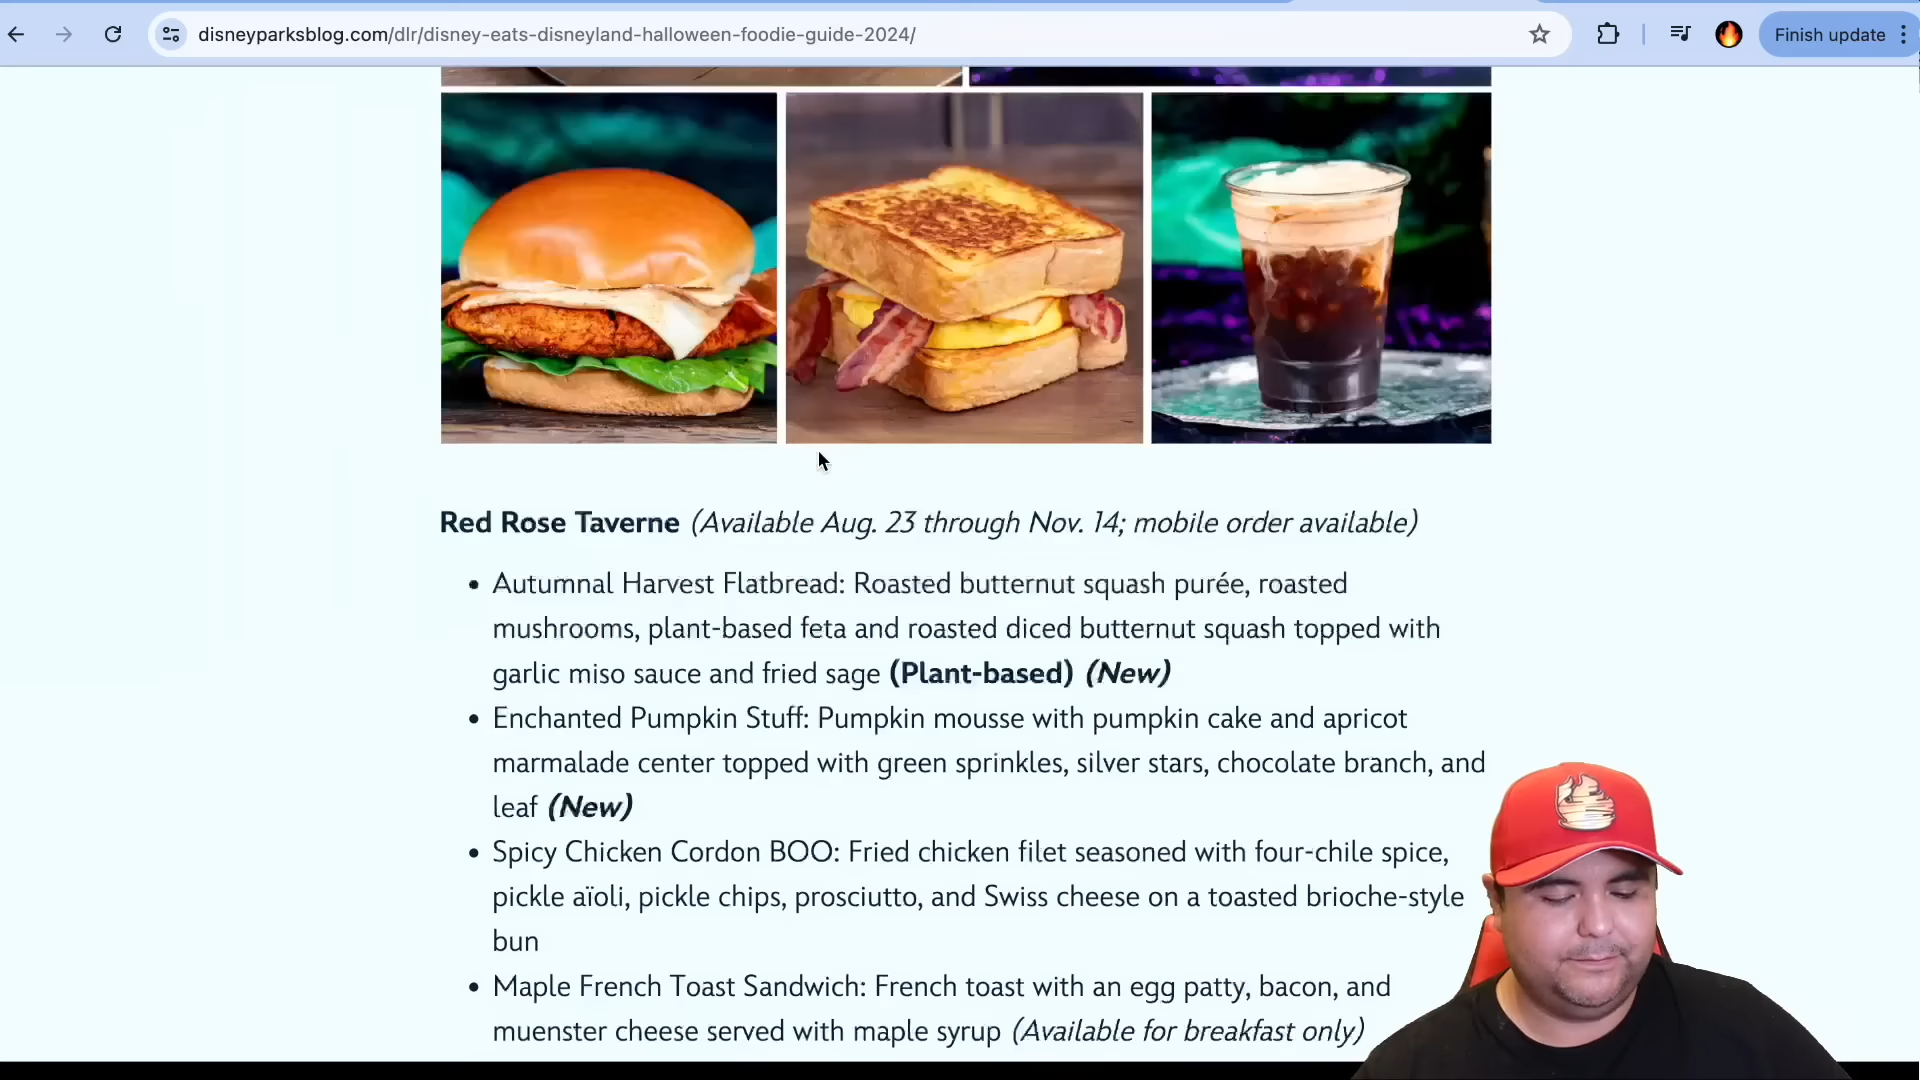 disneyparksblog.com/dlr/disney-eats-disneyland-halloween-foodie-guide-2024/
Finish update
Red Rose Taverne (Available Aug. 23 through Nov. 14; mobile order available)
• Autumnal Harvest Flatbread: Roasted butternut squash purée, roasted
mushrooms, plant-based feta and roasted diced butternut squash topped with
garlic miso sauce and fried sage (Plant-based) (New)
• Enchanted Pumpkin Stuff: Pumpkin mousse with pumpkin cake and apricot
marmalade center topped with green sprinkles, silver stars, chocolate branch, and
leaf (New)
• Spicy Chicken Cordon BOO: Fried chicken filet seasoned with four-chile spice,
pickle aïoli, pickle chips, prosciutto, and Swiss cheese on a toasted brioche-style
bun
• Maple French Toast Sandwich: French toast with an egg patty, bacon, and
muenster cheese served with maple syrup (Available for breakfast only)